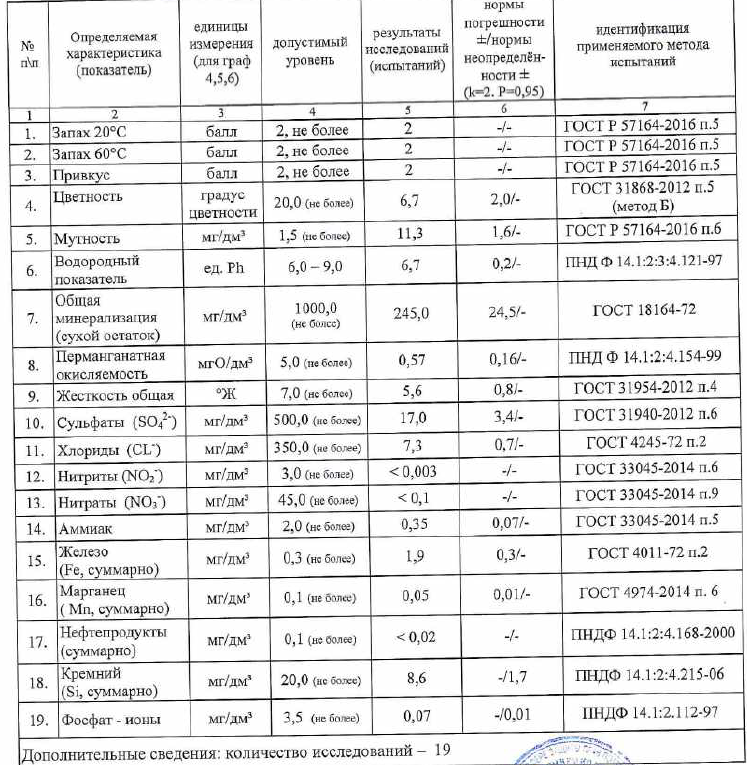 № п\п | Определяемая характеристика (показатель) | единицы измерения (для граф 4,5,6) | допустимый уровень | результаты исследований (испытаний) | нормы погрешности ±/нормы неопределён-ности ± (k=2. P=0,95) | идентификация применяемого метода испытаний
1 | 2 | 3 | 4 | 5 | 6 | 7
1. | Запах 20°С | балл | 2, не более | 2 | -/- | ГОСТ Р 57164-2016 п.5
2. | Запах 60°С | балл | 2, не более | 2 | -/- | ГОСТ Р 57164-2016 п.5
3. | Привкус | балл | 2, не более | 2 | -/- | ГОСТ Р 57164-2016 п.5
4. | Цветность | градус цветности | 20,0 (не более) | 6,7 | 2,0/- | ГОСТ 31868-2012 п.5 (метод Б)
5. | Мутность | мг/дм³ | 1,5 (не более) | 11,3 | 1,6/- | ГОСТ Р 57164-2016 п.6
6. | Водородный показатель | ед. Ph | 6,0 – 9,0 | 6,7 | 0,2/- | ПНД Ф 14.1:2:3:4.121-97
7. | Общая минерализация (сухой остаток) | мг/дм³ | 1000,0 (не более) | 245,0 | 24,5/- | ГОСТ 18164-72
8. | Перманганатная окисляемость | мгО/дм³ | 5,0 (не более) | 0,57 | 0,16/- | ПНД Ф 14.1:2:4.154-99
9. | Жесткость общая | °Ж | 7,0 (не более) | 5,6 | 0,8/- | ГОСТ 31954-2012 п.4
10. | Сульфаты (SO₄²⁻) | мг/дм³ | 500,0 (не более) | 17,0 | 3,4/- | ГОСТ 31940-2012 п.6
11. | Хлориды (CL⁻) | мг/дм³ | 350,0 (не более) | 7,3 | 0,7/- | ГОСТ 4245-72 п.2
12. | Нитриты (NO₂⁻) | мг/дм³ | 3,0 (не более) | < 0,003 | -/- | ГОСТ 33045-2014 п.6
13. | Нитраты (NO₃⁻) | мг/дм³ | 45,0 (не более) | < 0,1 | -/- | ГОСТ 33045-2014 п.9
14. | Аммиак | мг/дм³ | 2,0 (не более) | 0,35 | 0,07/- | ГОСТ 33045-2014 п.5
15. | Железо (Fe, суммарно) | мг/дм³ | 0,3 (не более) | 1,9 | 0,3/- | ГОСТ 4011-72 п.2
16. | Марганец ( Mn, суммарно) | мг/дм³ | 0,1 (не более) | 0,05 | 0,01/- | ГОСТ 4974-2014 п. 6
17. | Нефтепродукты (суммарно) | мг/дм³ | 0,1 (не более) | < 0,02 | -/- | ПНДФ 14.1:2:4.168-2000
18. | Кремний (Si, суммарно) | мг/дм³ | 20,0 (не более) | 8,6 | -/1,7 | ПНДФ 14.1:2:4.215-06
19. | Фосфат - ионы | мг/дм³ | 3,5 (не более) | 0,07 | -/0,01 | ПНДФ 14.1:2.112-97
Дополнительные сведения: количество исследований – 19